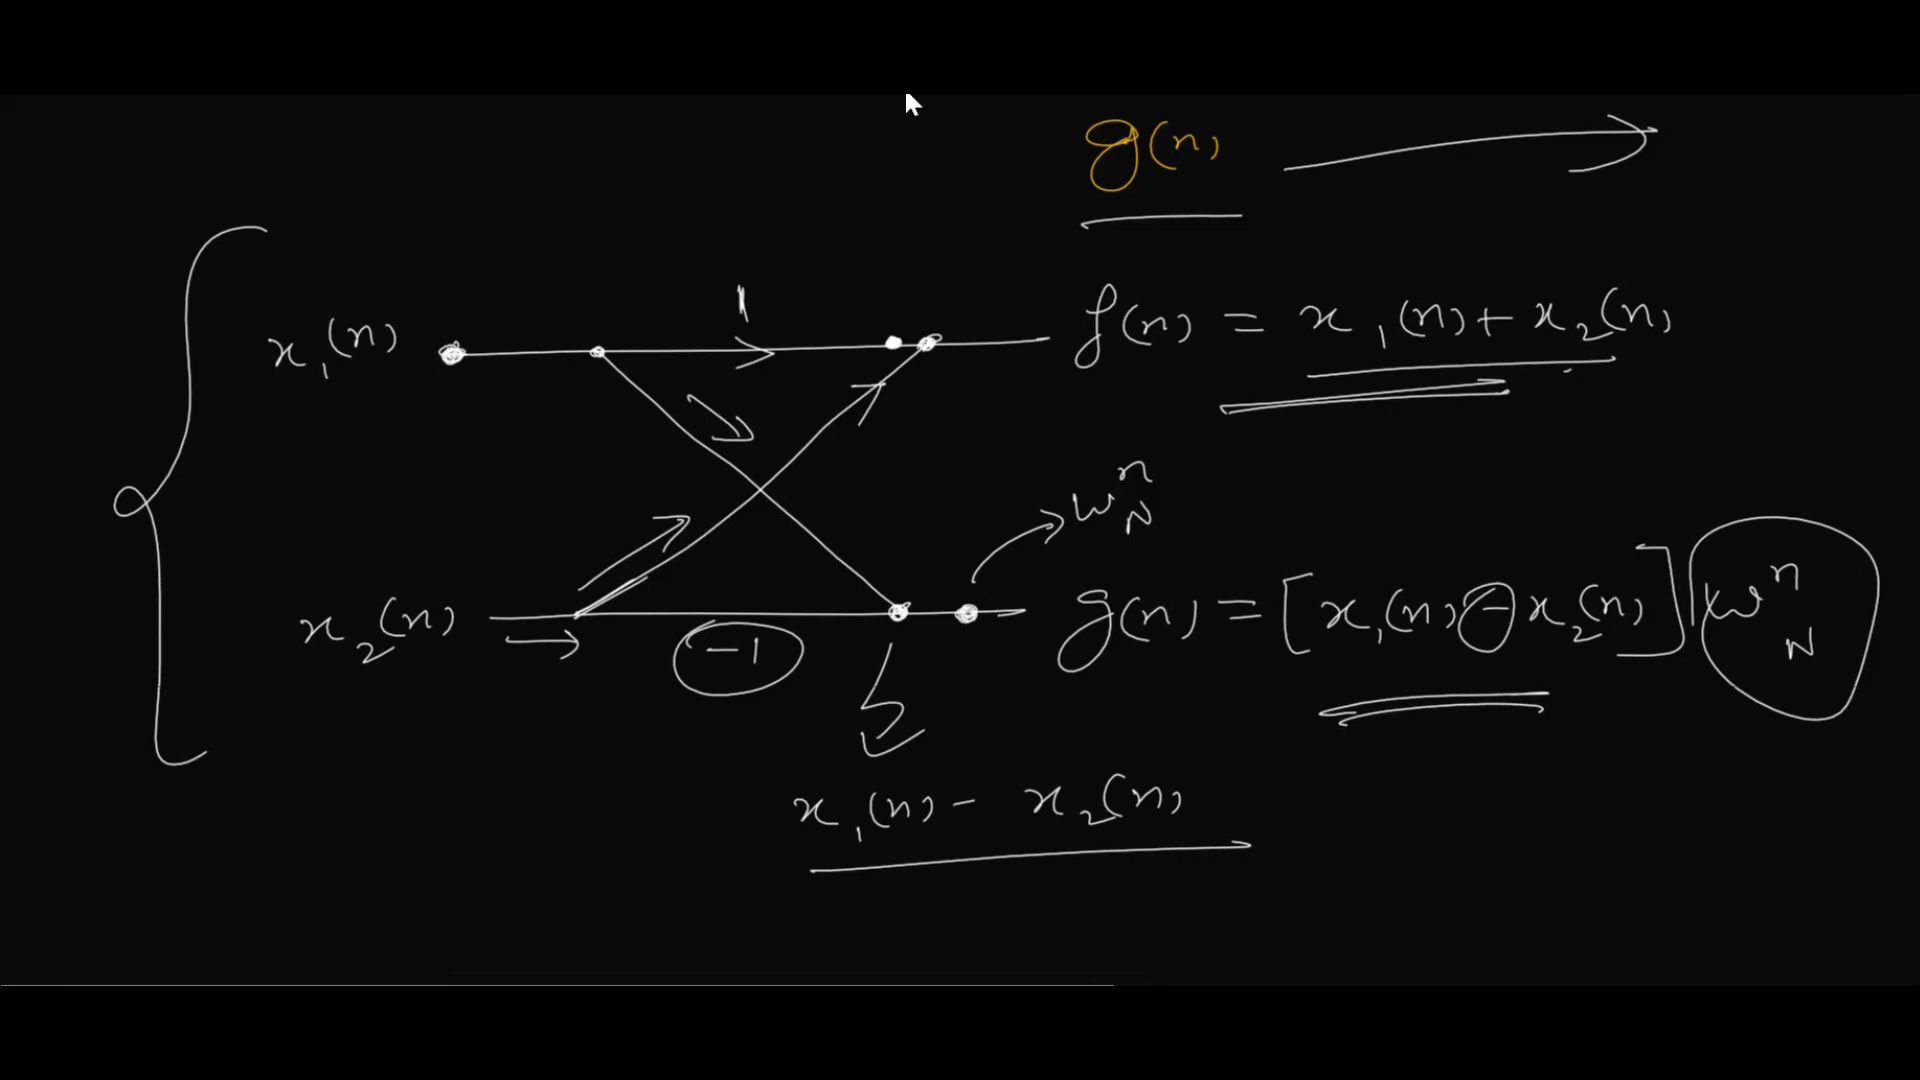 g(n)
1
x₁(n)
f(n) = x₁(n) + x₂(n)
W_N^n
x₂(n)
-1
g(n) = [x₁(n) - x₂(n)] W_N^n
x₁(n) - x₂(n)